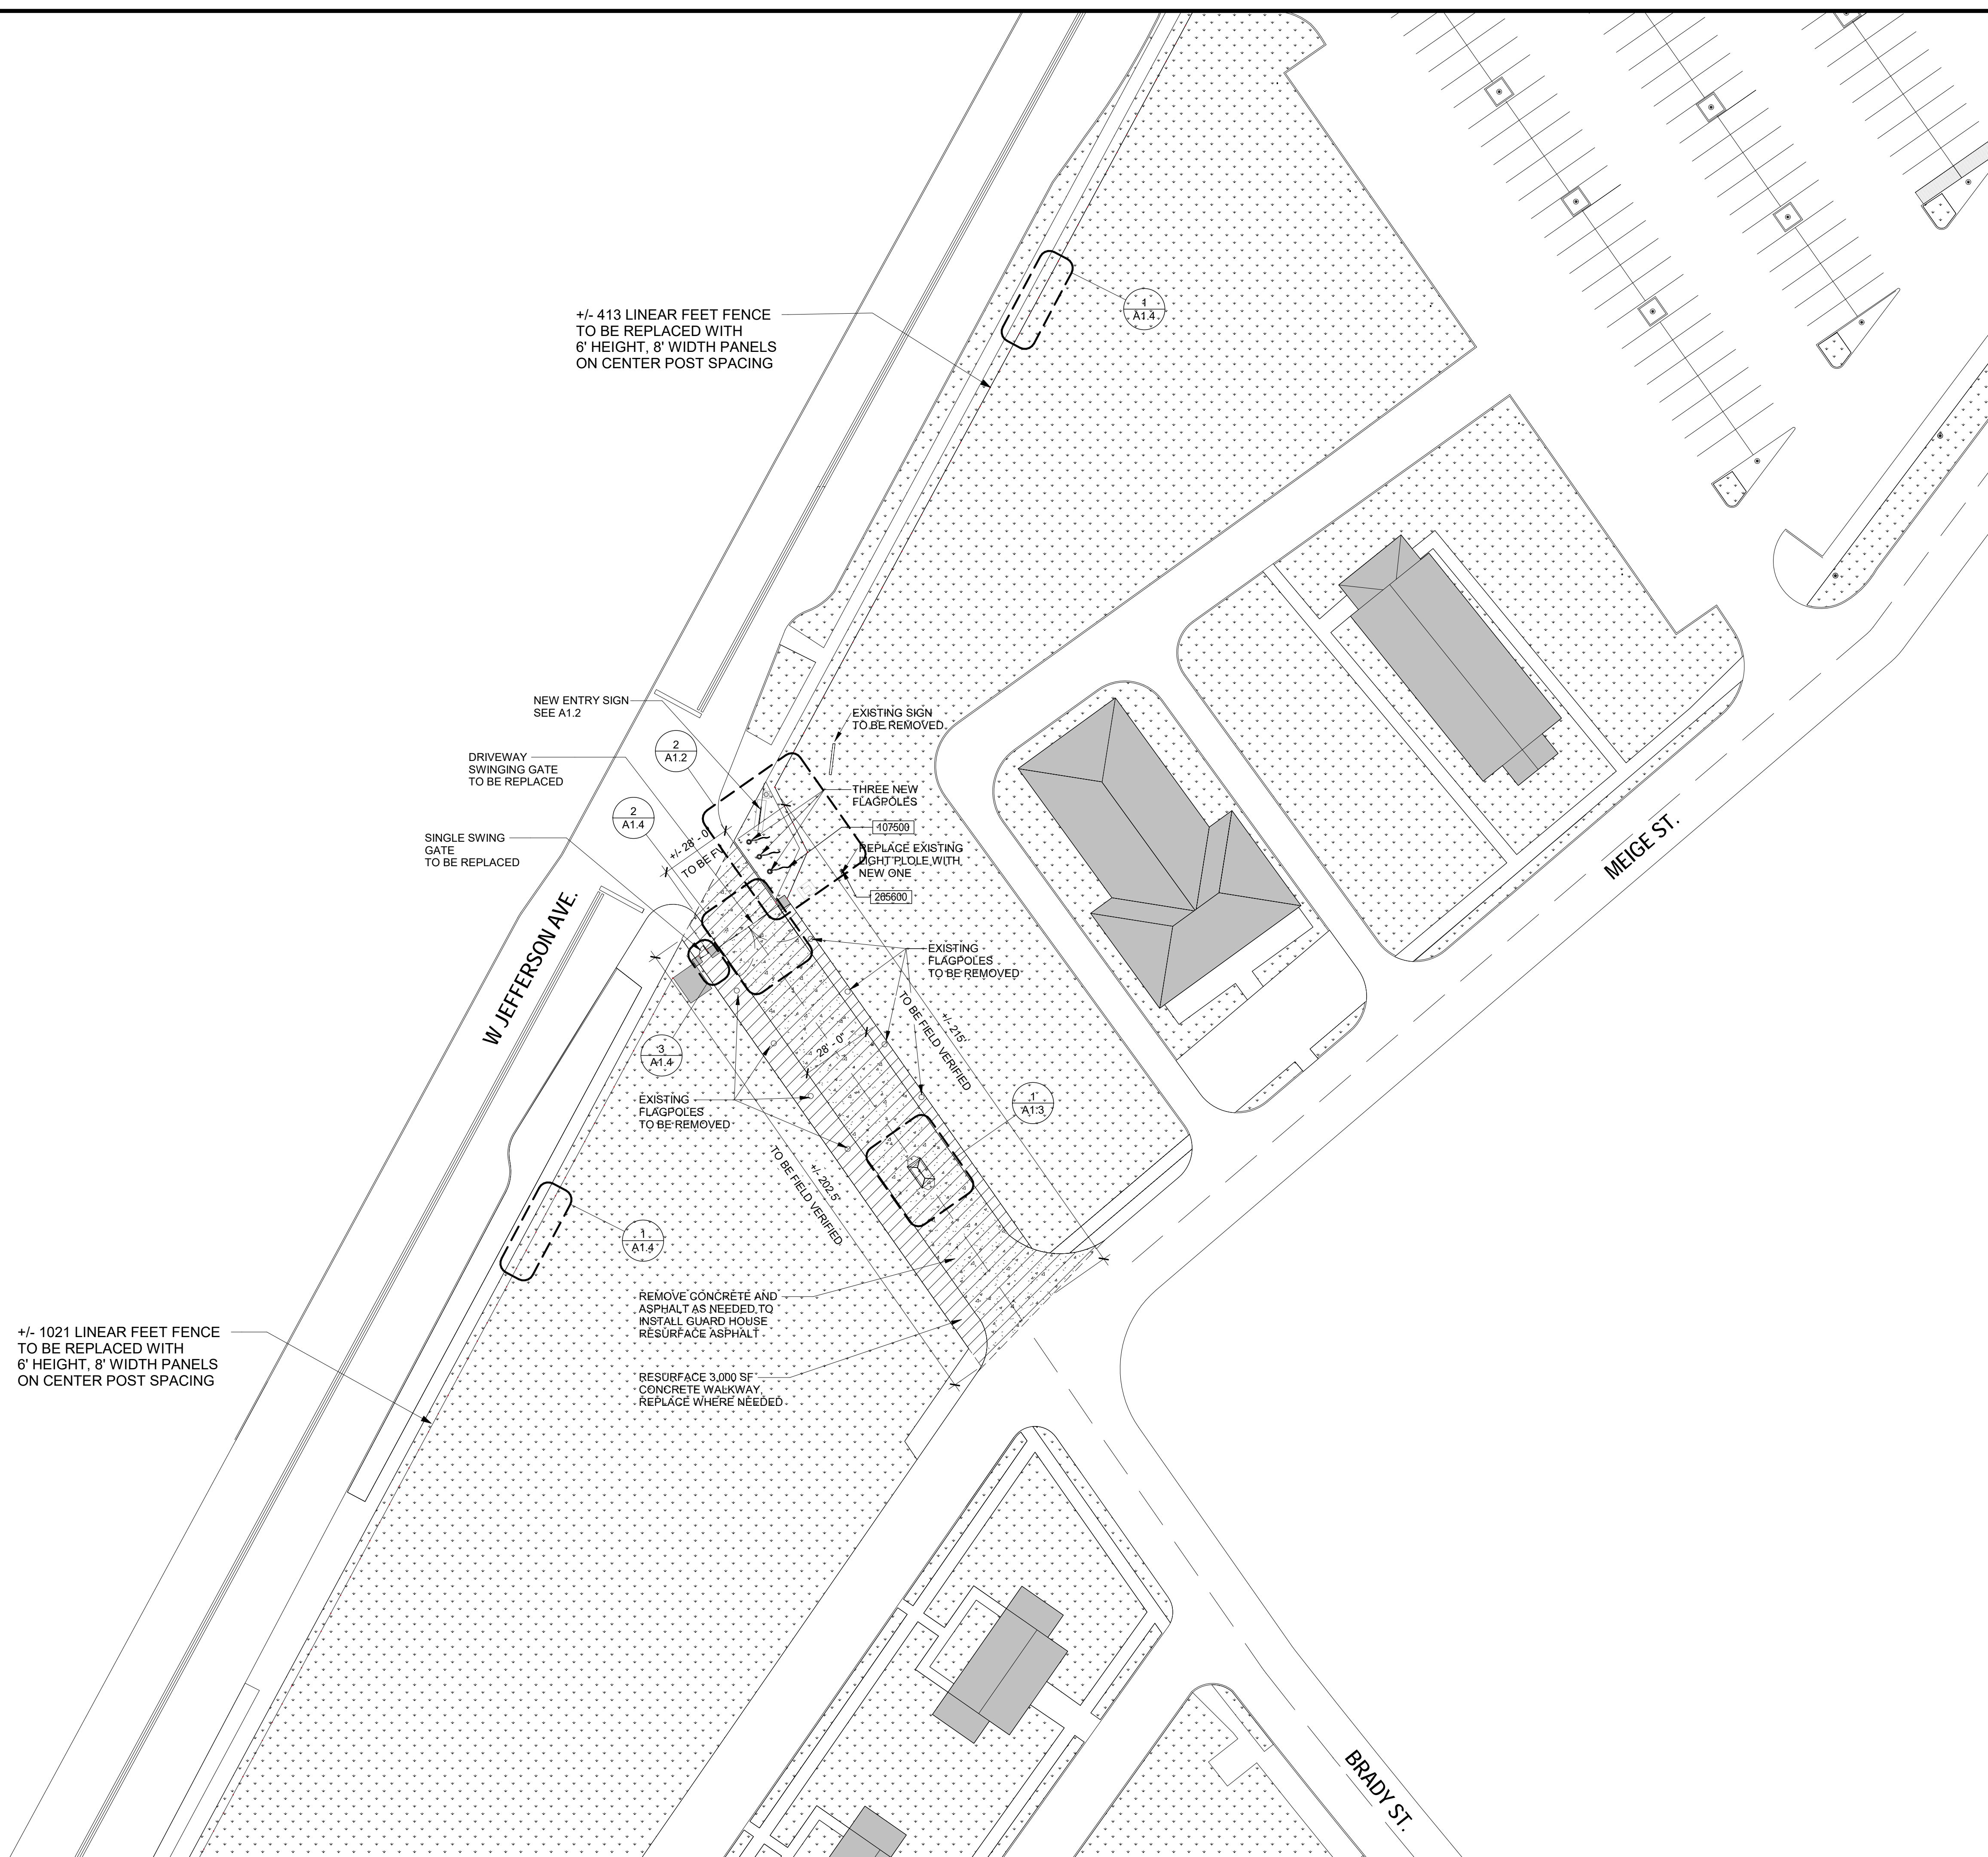 +/- 413 LINEAR FEET FENCE
TO BE REPLACED WITH
6' HEIGHT, 8' WIDTH PANELS
ON CENTER POST SPACING
1
A1.4
NEW ENTRY SIGN
SEE A1.2
EXISTING SIGN
TO BE REMOVED
2
A1.2
DRIVEWAY
SWINGING GATE
TO BE REPLACED
THREE NEW
FLAGPOLES
2
A1.4
107500
+/- 28' - 0"
TO BE FV
SINGLE SWING
GATE
TO BE REPLACED
REPLACE EXISTING
LIGHT PLOLE WITH
NEW ONE
265600
MEIGE ST.
W JEFFERSON AVE.
EXISTING
FLAGPOLES
TO BE REMOVED
+/- 215'
TO BE FIELD VERIFIED
28' - 0"
3
A1.4
EXISTING
FLAGPOLES
TO BE REMOVED
1
A1.3
+/- 202.5'
TO BE FIELD VERIFIED
1
A1.4
REMOVE CONCRETE AND
ASPHALT AS NEEDED TO
INSTALL GUARD HOUSE
RESURFACE ASPHALT
+/- 1021 LINEAR FEET FENCE
TO BE REPLACED WITH
6' HEIGHT, 8' WIDTH PANELS
ON CENTER POST SPACING
RESURFACE 3,000 SF
CONCRETE WALKWAY,
REPLACE WHERE NEEDED
BRADY ST.